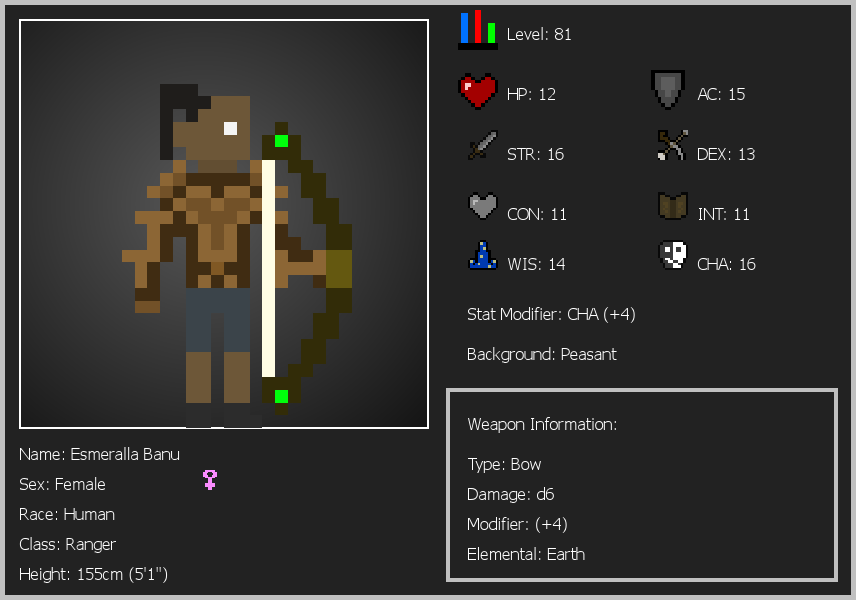 Level: 81
HP: 12
AC: 15
STR: 16
DEX: 13
CON: 11
INT: 11
WIS: 14
CHA: 16
Stat Modifier: CHA (+4)
Background: Peasant
Weapon Information:
Type: Bow
Damage: d6
Modifier: (+4)
Elemental: Earth
Name: Esmeralla Banu
Sex: Female
Race: Human
Class: Ranger
Height: 155cm (5'1")